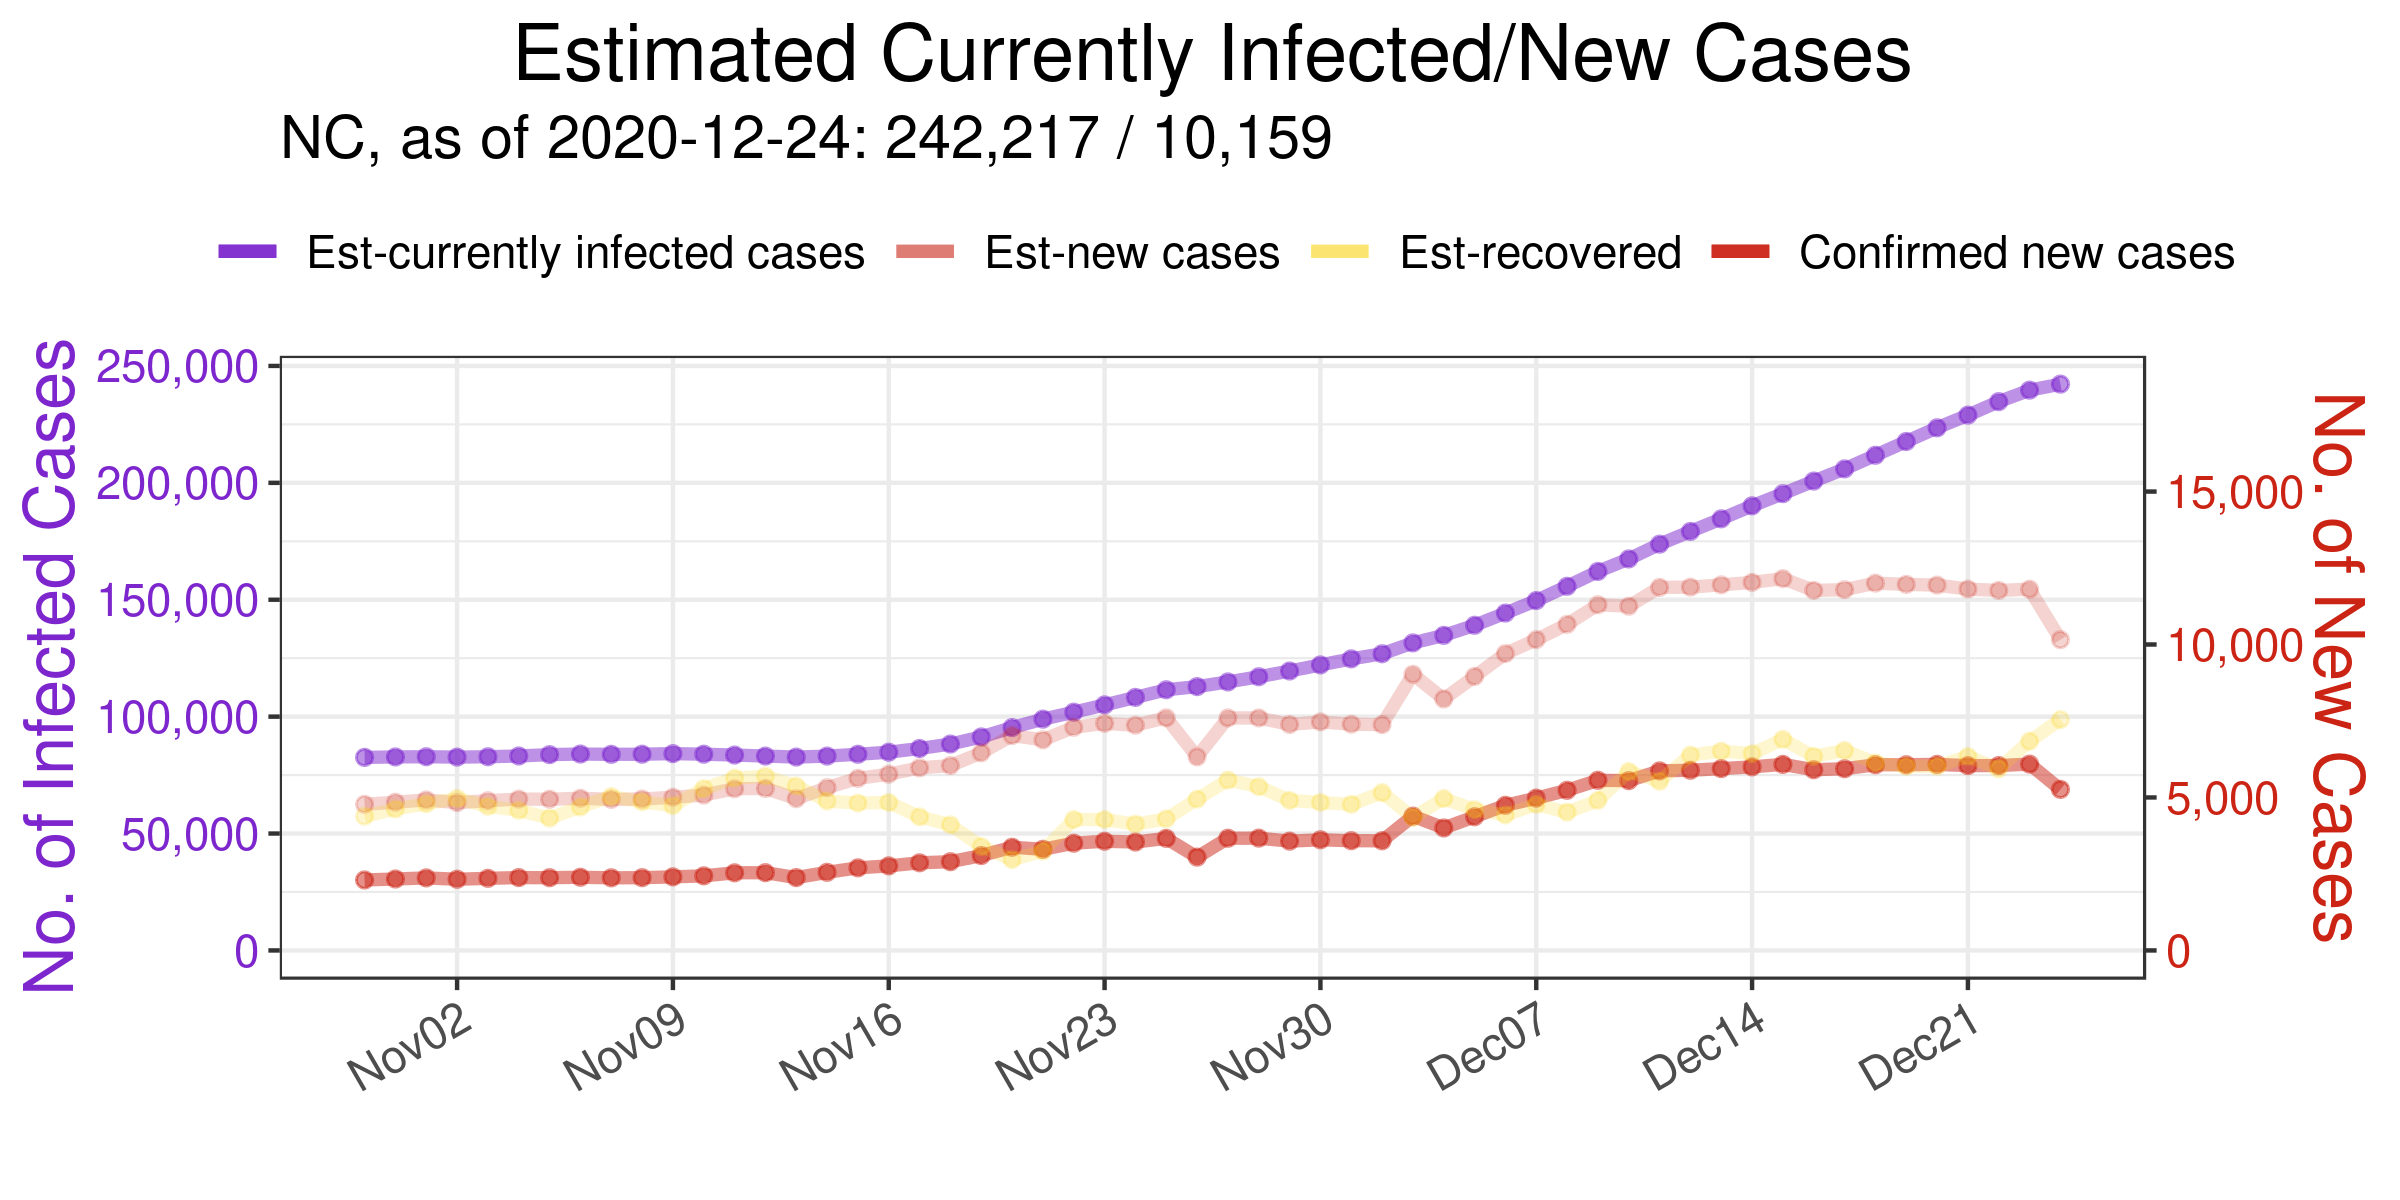 Estimated Currently Infected/New Cases
NC, as of 2020-12-24: 242,217 / 10,159
Est-currently infected cases
Est-new cases
Est-recovered
Confirmed new cases
No. of Infected Cases
250,000
200,000
150,000
100,000
50,000
0
15,000
10,000
5,000
0
No. of New Cases
Nov02
Nov09
Nov16
Nov23
Nov30
Dec07
Dec14
Dec21